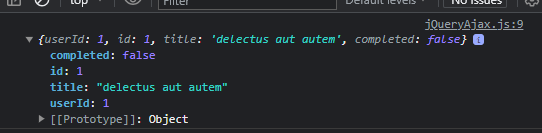 top
Filter
Default levels
No Issues
jQueryAjax.js:9
{userId: 1, id: 1, title: 'delectus aut autem', completed: false}
completed: false
id: 1
title: "delectus aut autem"
userId: 1
[[Prototype]]: Object